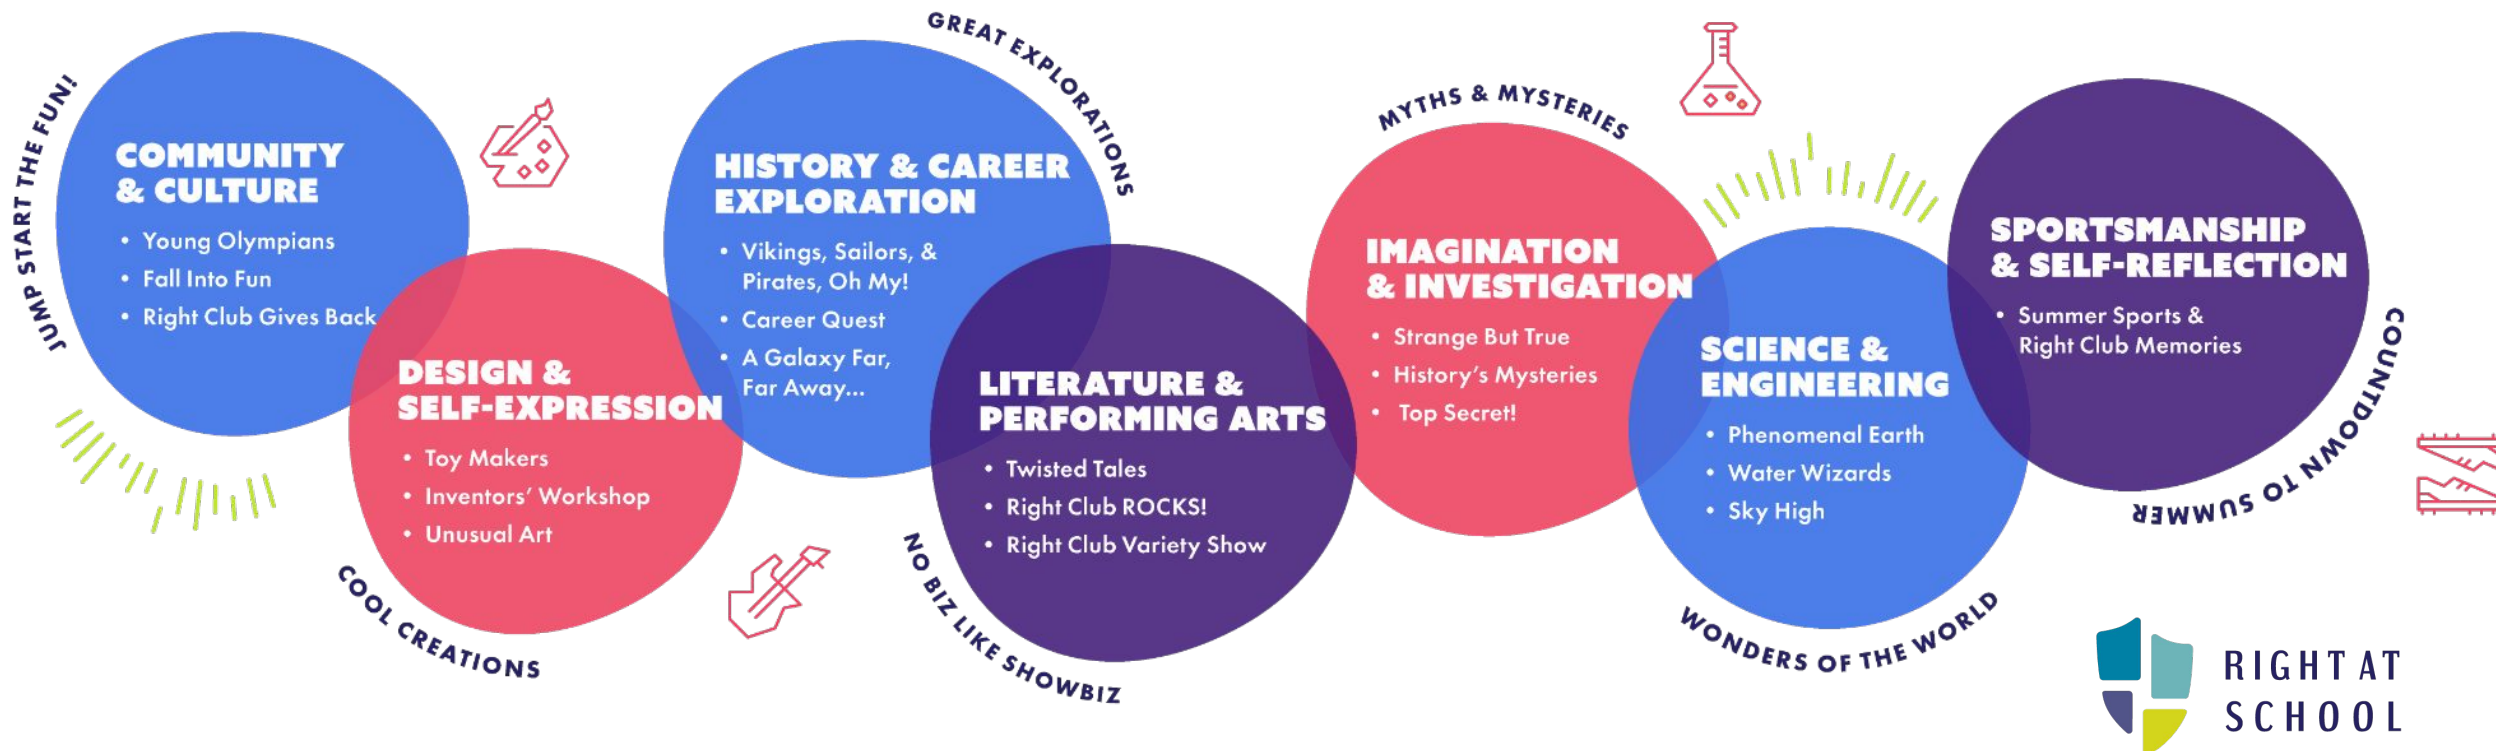 JUMP START THE FUN!
COMMUNITY
& CULTURE
• Young Olympians
• Fall Into Fun
• Right Club Gives Back
DESIGN &
SELF-EXPRESSION
• Toy Makers
• Inventors’ Workshop
• Unusual Art
COOL CREATIONS
GREAT EXPLORATIONS
HISTORY & CAREER
EXPLORATION
• Vikings, Sailors, &
Pirates, Oh My!
• Career Quest
• A Galaxy Far,
Far Away...
LITERATURE &
PERFORMING ARTS
• Twisted Tales
• Right Club ROCKS!
• Right Club Variety Show
NO BIZ LIKE SHOWBIZ
MYTHS & MYSTERIES
IMAGINATION
& INVESTIGATION
• Strange But True
• History’s Mysteries
• Top Secret!
SCIENCE &
ENGINEERING
• Phenomenal Earth
• Water Wizards
• Sky High
WONDERS OF THE WORLD
SPORTSMANSHIP
& SELF-REFLECTION
• Summer Sports &
Right Club Memories
COUNTDOWN TO SUMMER
RIGHT AT
SCHOOL